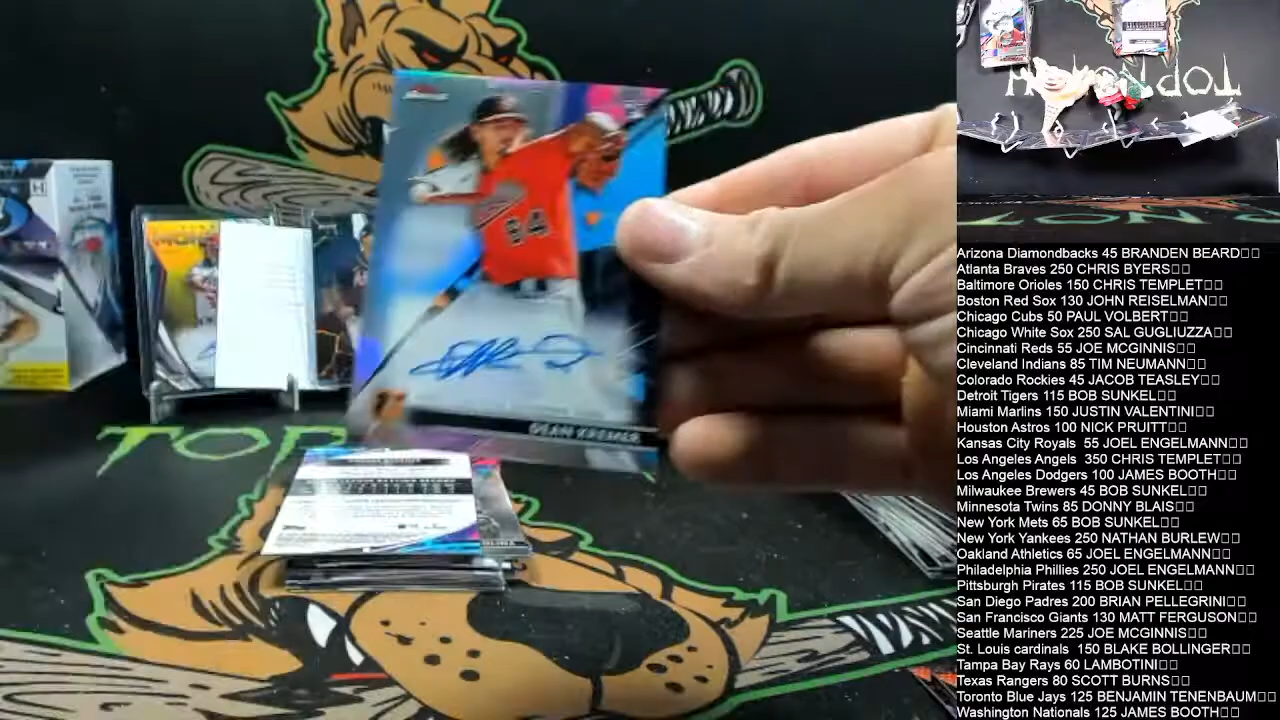 Finest
64
DEAN KREMER
TOP
TOPNOTCH
Arizona Diamondbacks 45 BRANDEN BEARD□□
Atlanta Braves 250 CHRIS BYERS□□
Baltimore Orioles 150 CHRIS TEMPLET□□
Boston Red Sox 130 JOHN REISELMAN□□
Chicago Cubs 50 PAUL VOLBERT□□
Chicago White Sox 250 SAL GUGLIUZZA□□
Cincinnati Reds 55 JOE MCGINNIS□□
Cleveland Indians 85 TIM NEUMANN□□
Colorado Rockies 45 JACOB TEASLEY□□
Detroit Tigers 115 BOB SUNKEL□□
Miami Marlins 150 JUSTIN VALENTINI□□
Houston Astros 100 NICK PRUITT□□
Kansas City Royals  55 JOEL ENGELMANN□□
Los Angeles Angels  350 CHRIS TEMPLET□□
Los Angeles Dodgers 100 JAMES BOOTH□□
Milwaukee Brewers 45 BOB SUNKEL□□
Minnesota Twins 85 DONNY BLAIS□□
New York Mets 65 BOB SUNKEL□□
New York Yankees 250 NATHAN BURLEW□□
Oakland Athletics 65 JOEL ENGELMANN□□
Philadelphia Phillies 250 JOEL ENGELMANN□□
Pittsburgh Pirates 115 BOB SUNKEL□□
San Diego Padres 200 BRIAN PELLEGRINI□□
San Francisco Giants 130 MATT FERGUSON□□
Seattle Mariners 225 JOE MCGINNIS□□
St. Louis cardinals  150 BLAKE BOLLINGER□□
Tampa Bay Rays 60 LAMBOTINI□□
Texas Rangers 80 SCOTT BURNS□□
Toronto Blue Jays 125 BENJAMIN TENENBAUM□□
Washington Nationals 125 JAMES BOOTH□□